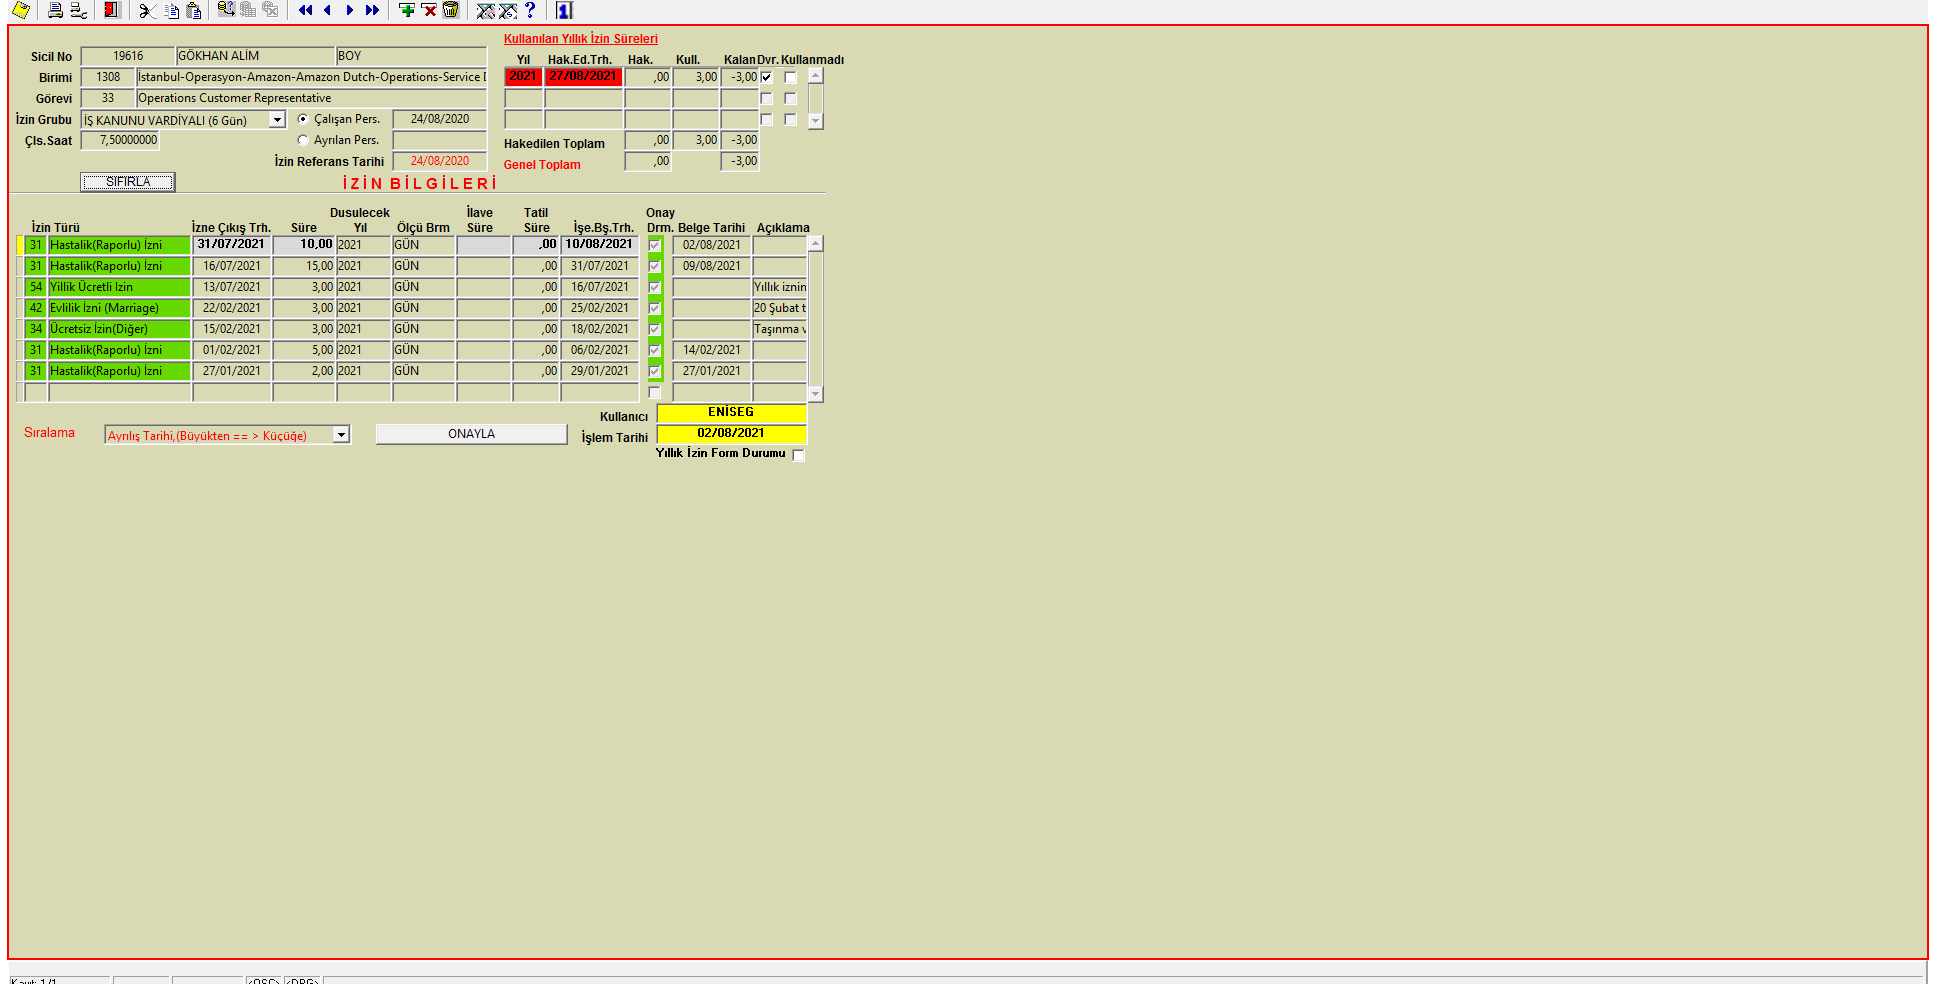 Kullanılan Yıllık İzin Süreleri
Sicil No 19616 GÖKHAN ALİM BOY
Yıl Hak.Ed.Trh. Hak. Kull. Kalan Dvr. Kullanmadı
Birimi 1308 İstanbul-Operasyon-Amazon-Amazon Dutch-Operations-Service
2021 27/08/2021 ,00 3,00 -3,00
Görevi 33 Operations Customer Representative
İzin Grubu İŞ KANUNU VARDİYALI (6 Gün) Çalışan Pers. 24/08/2020
Çls.Saat 7,50000000 Ayrılan Pers.
Hakedilen Toplam ,00 3,00 -3,00
İzin Referans Tarihi 24/08/2020
Genel Toplam ,00 -3,00
SIFIRLA
İZİN BİLGİLERİ
İzin Türü İzne Çıkış Trh. Süre Dusulecek Yıl Ölçü Brm İlave Süre Tatil Süre İşe.Bş.Trh. Onay Drm. Belge Tarihi Açıklama
31 Hastalik(Raporlu) İzni 31/07/2021 10,00 2021 GÜN ,00 10/08/2021 02/08/2021
31 Hastalik(Raporlu) İzni 16/07/2021 15,00 2021 GÜN ,00 31/07/2021 09/08/2021
54 Yillik Ücretli Izin 13/07/2021 3,00 2021 GÜN ,00 16/07/2021 Yıllık iznin
42 Evlilik İzni (Marriage) 22/02/2021 3,00 2021 GÜN ,00 25/02/2021 20 Şubat t
34 Ücretsiz İzin(Diğer) 15/02/2021 3,00 2021 GÜN ,00 18/02/2021 Taşınma v
31 Hastalik(Raporlu) İzni 01/02/2021 5,00 2021 GÜN ,00 06/02/2021 14/02/2021
31 Hastalik(Raporlu) İzni 27/01/2021 2,00 2021 GÜN ,00 29/01/2021 27/01/2021
Kullanıcı ENİSEG
Sıralama Ayrılış Tarihi,(Büyükten == > Küçüğe) ONAYLA İşlem Tarihi 02/08/2021
Yıllık İzin Form Durumu
Kayıt: 1/1 <OSC> <DBG>